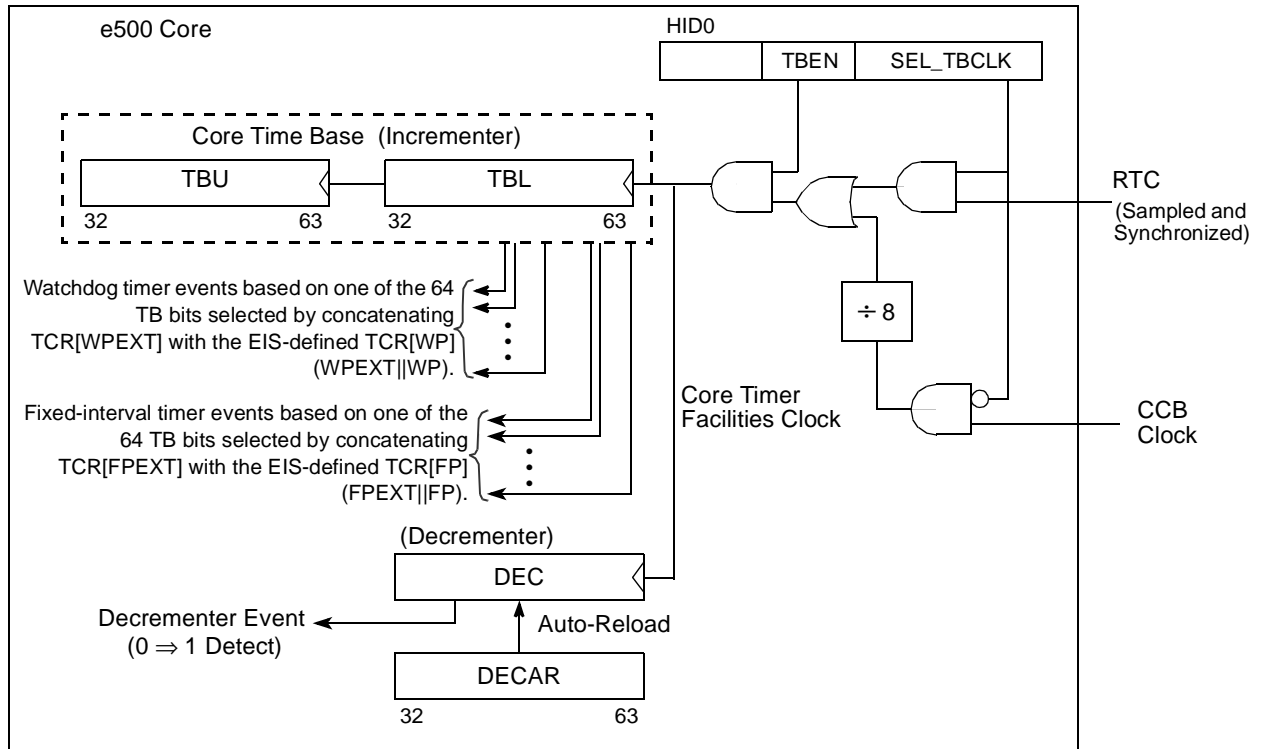 e500 Core
HID0
TBEN
SEL_TBCLK
Core Time Base (Incrementer)
TBU
TBL
32
63
32
63
RTC
(Sampled and
Synchronized)
Watchdog timer events based on one of the 64
TB bits selected by concatenating
TCR[WPEXT] with the EIS-defined TCR[WP]
(WPEXT||WP).
÷ 8
Core Timer
Facilities Clock
CCB
Clock
Fixed-interval timer events based on one of the
64 TB bits selected by concatenating
TCR[FPEXT] with the EIS-defined TCR[FP]
(FPEXT||FP).
(Decrementer)
DEC
Decrementer Event
(0 ⇒ 1 Detect)
Auto-Reload
DECAR
32
63